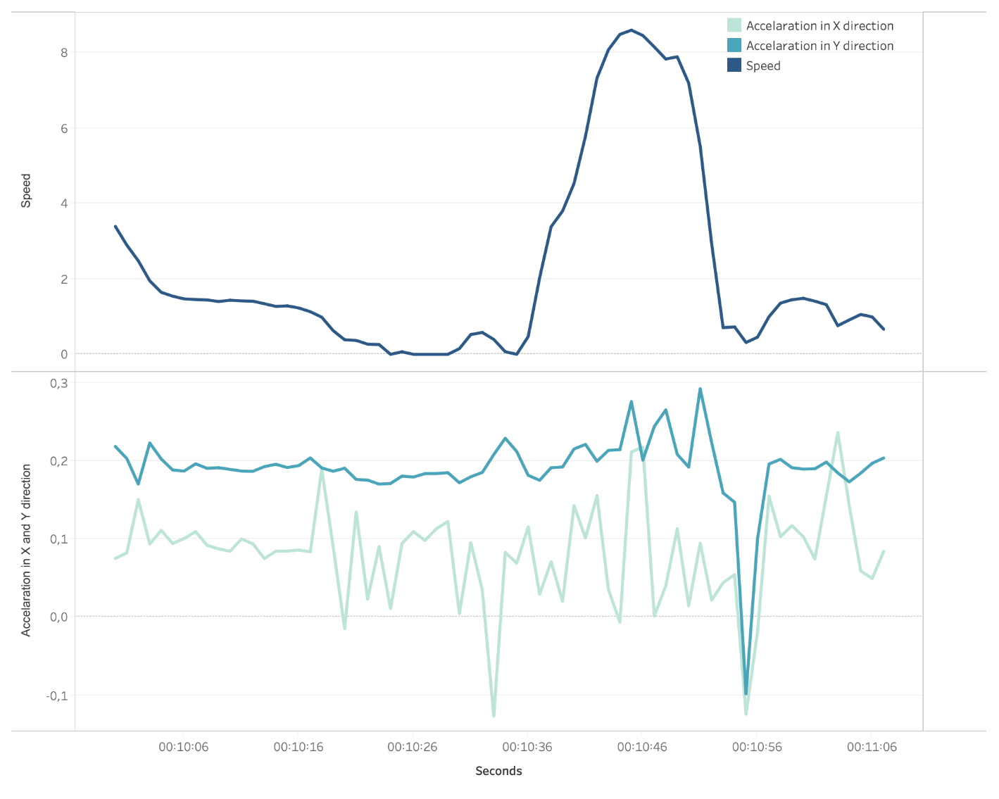 Accelaration in X direction
Accelaration in Y direction
Speed
8
6
4
2
0
Speed
0,3
0,2
0,1
0,0
-0,1
Accelaration in X and Y direction
00:10:06 00:10:16 00:10:26 00:10:36 00:10:46 00:10:56 00:11:06
Seconds